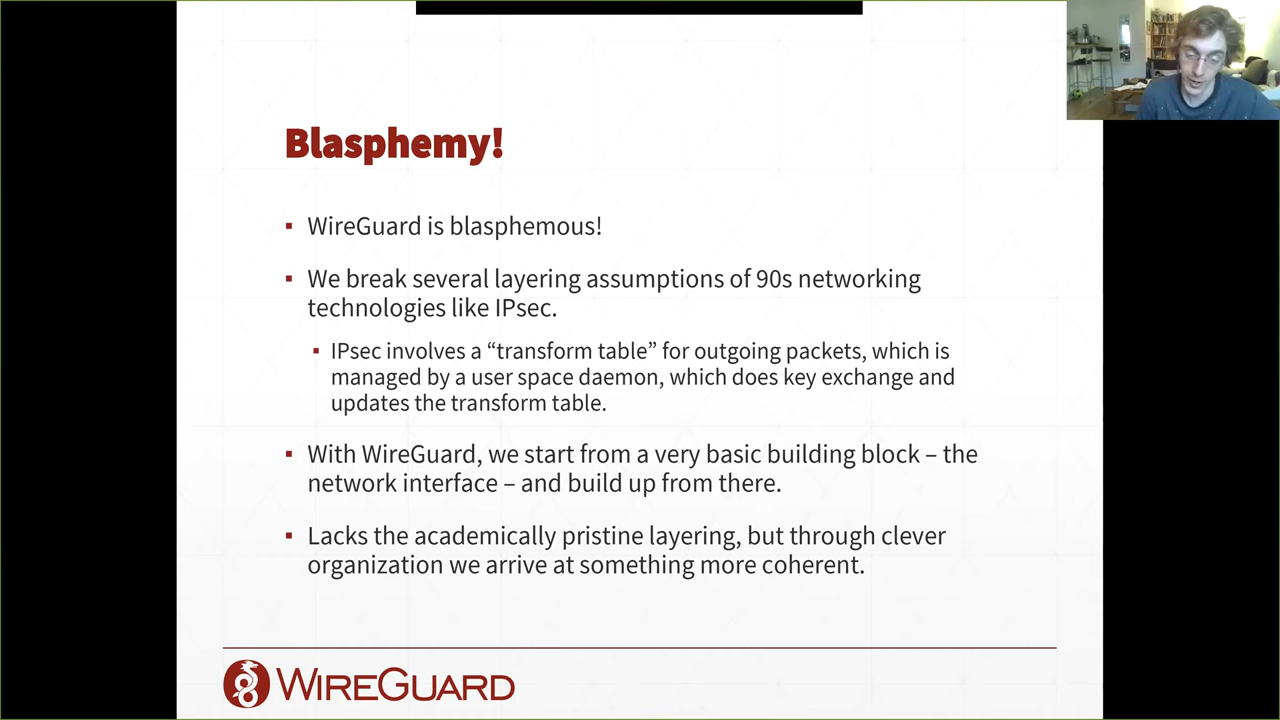 Blasphemy!
▪ WireGuard is blasphemous!
▪ We break several layering assumptions of 90s networking
technologies like IPsec.
▪ IPsec involves a “transform table” for outgoing packets, which is
managed by a user space daemon, which does key exchange and
updates the transform table.
▪ With WireGuard, we start from a very basic building block – the
network interface – and build up from there.
▪ Lacks the academically pristine layering, but through clever
organization we arrive at something more coherent.
WIREGUARD